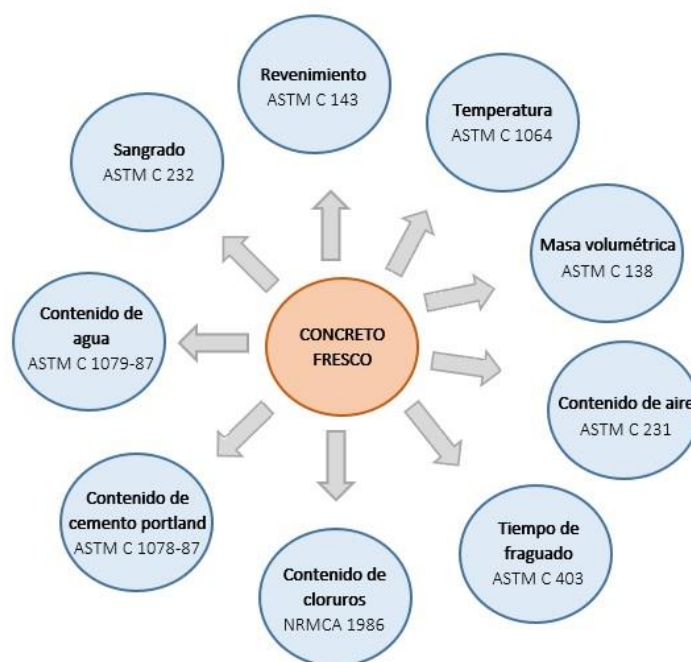 Revenimiento
ASTM C 143
Temperatura
ASTM C 1064
Sangrado
ASTM C 232
Masa volumétrica
ASTM C 138
Contenido de
agua
ASTM C 1079-87
CONCRETO
FRESCO
Contenido de aire
ASTM C 231
Contenido de
cemento portland
ASTM C 1078-87
Tiempo de
fraguado
ASTM C 403
Contenido de
cloruros
NRMCA 1986